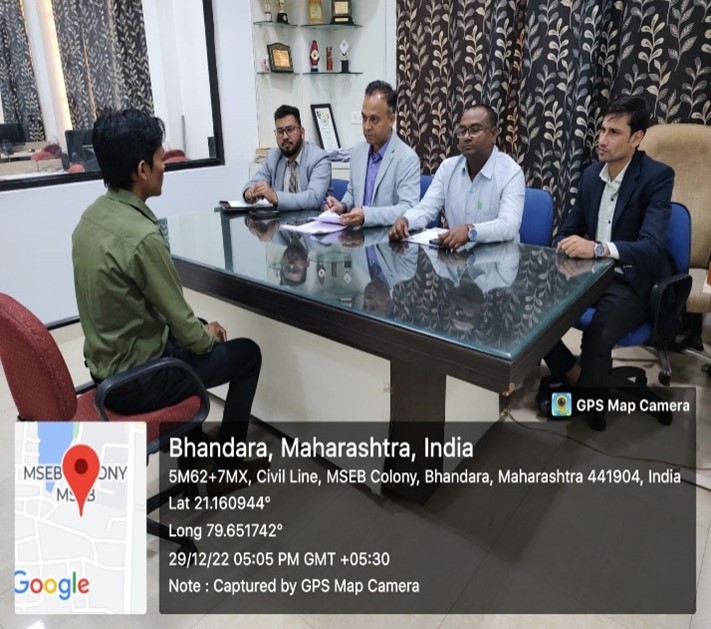 GPS Map Camera
Bhandara, Maharashtra, India
5M62+7MX, Civil Line, MSEB Colony, Bhandara, Maharashtra 441904, India
Lat 21.160944°
Long 79.651742°
29/12/22 05:05 PM GMT +05:30
Note : Captured by GPS Map Camera
MSEB COLONY
Google